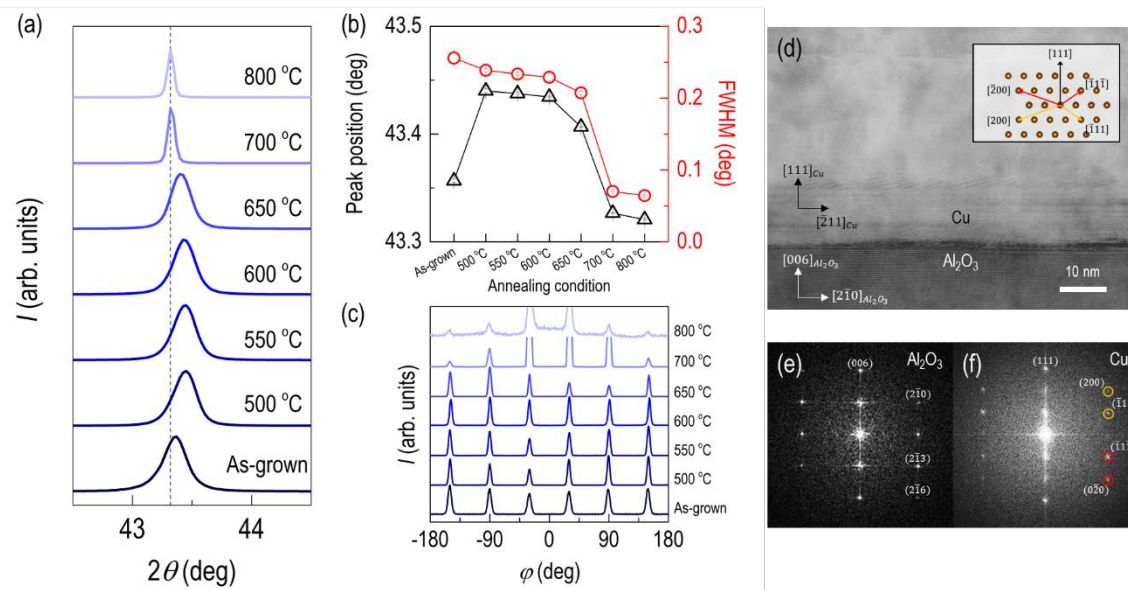 (a)
800 °C
700 °C
650 °C
600 °C
550 °C
500 °C
As-grown
I (arb. units)
43 44
2θ (deg)
(b)
43.5
43.4
43.3
Peak position (deg)
0.3
0.2
0.1
0.0
FWHM (deg)
As-grown 500 °C 550 °C 600 °C 650 °C 700 °C 800 °C
Annealing condition
(c)
800 °C
700 °C
650 °C
600 °C
550 °C
500 °C
As-grown
I (arb. units)
-180 -90 0 90 180
φ (deg)
(d)
[111]
[2̄00] [1̄11̄]
[200] [1̄11]
[111]Cu
[2̄11]Cu
Cu
[006]Al₂O₃
Al₂O₃
[21̄0]Al₂O₃
10 nm
(e) (006) Al₂O₃
(21̄0)
(21̄3)
(21̄6)
(f) (111) Cu
(200)
(02̄0)